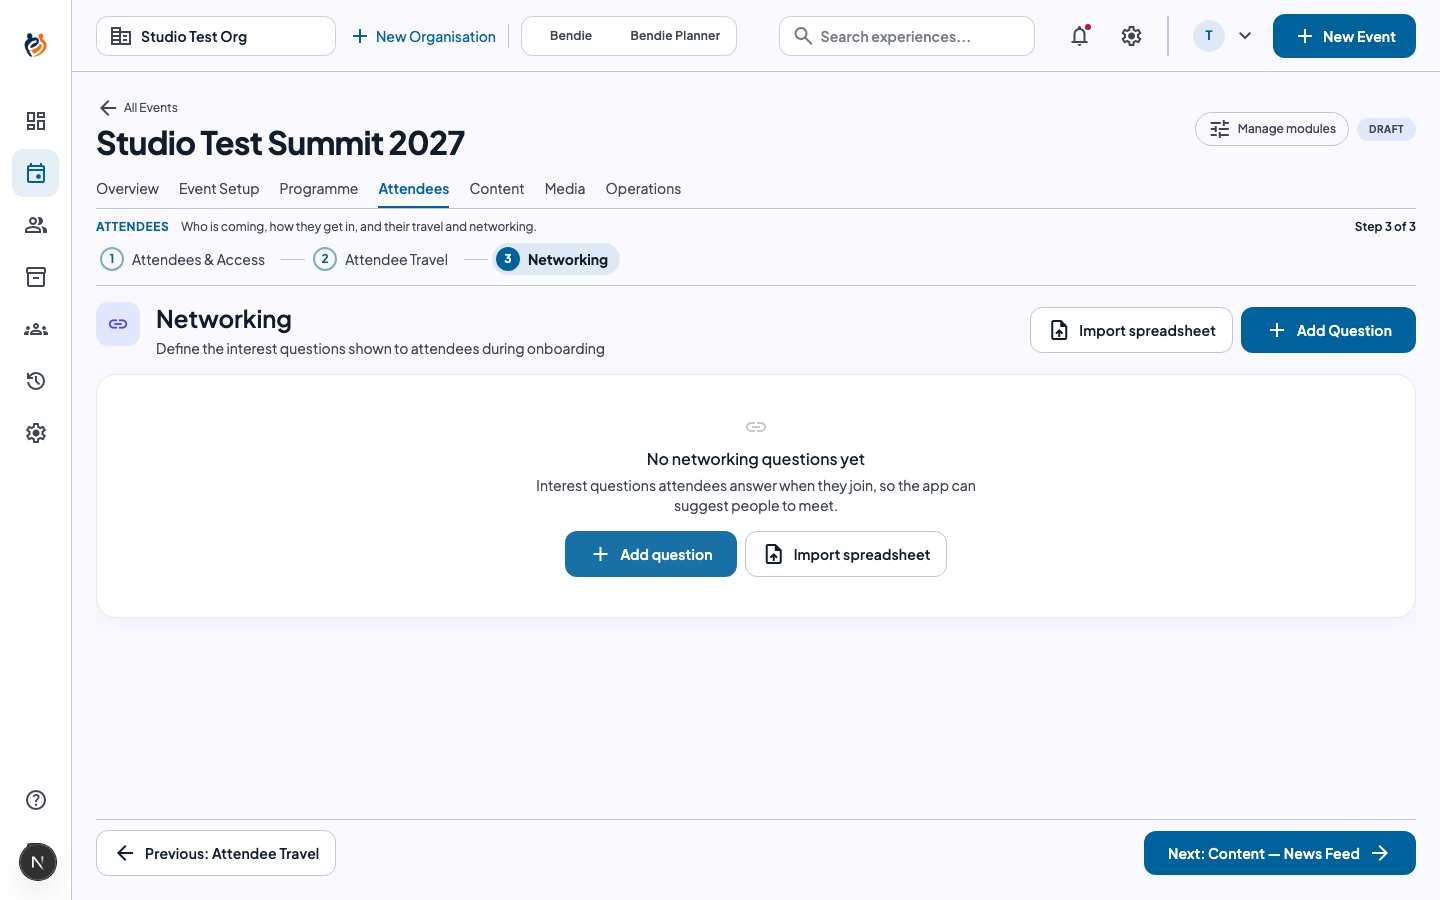 Studio Test Org
New Organisation
Bendie
Bendie Planner
Search experiences...
T
New Event
All Events
Studio Test Summit 2027
Manage modules
DRAFT
Overview
Event Setup
Programme
Attendees
Content
Media
Operations
ATTENDEES
Who is coming, how they get in, and their travel and networking.
Step 3 of 3
1
Attendees & Access
2
Attendee Travel
3
Networking
Networking
Define the interest questions shown to attendees during onboarding
Import spreadsheet
Add Question
No networking questions yet
Interest questions attendees answer when they join, so the app can
suggest people to meet.
Add question
Import spreadsheet
N
Previous: Attendee Travel
Next: Content — News Feed